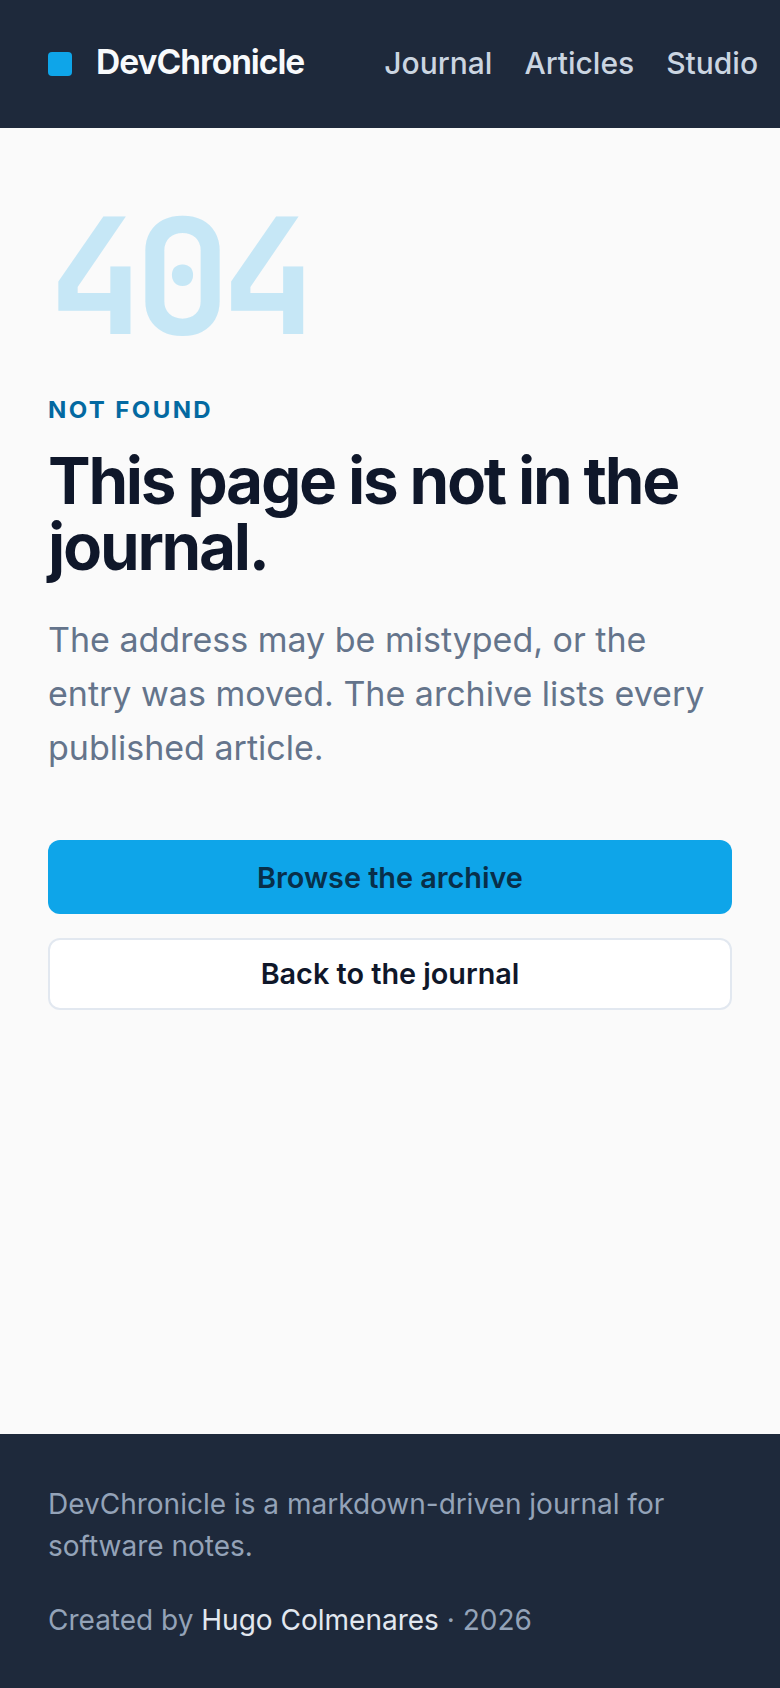 DevChronicle Journal Articles Studio
404
NOT FOUND
This page is not in the
journal.
The address may be mistyped, or the
entry was moved. The archive lists every
published article.
Browse the archive
Back to the journal
DevChronicle is a markdown-driven journal for
software notes.
Created by Hugo Colmenares · 2026